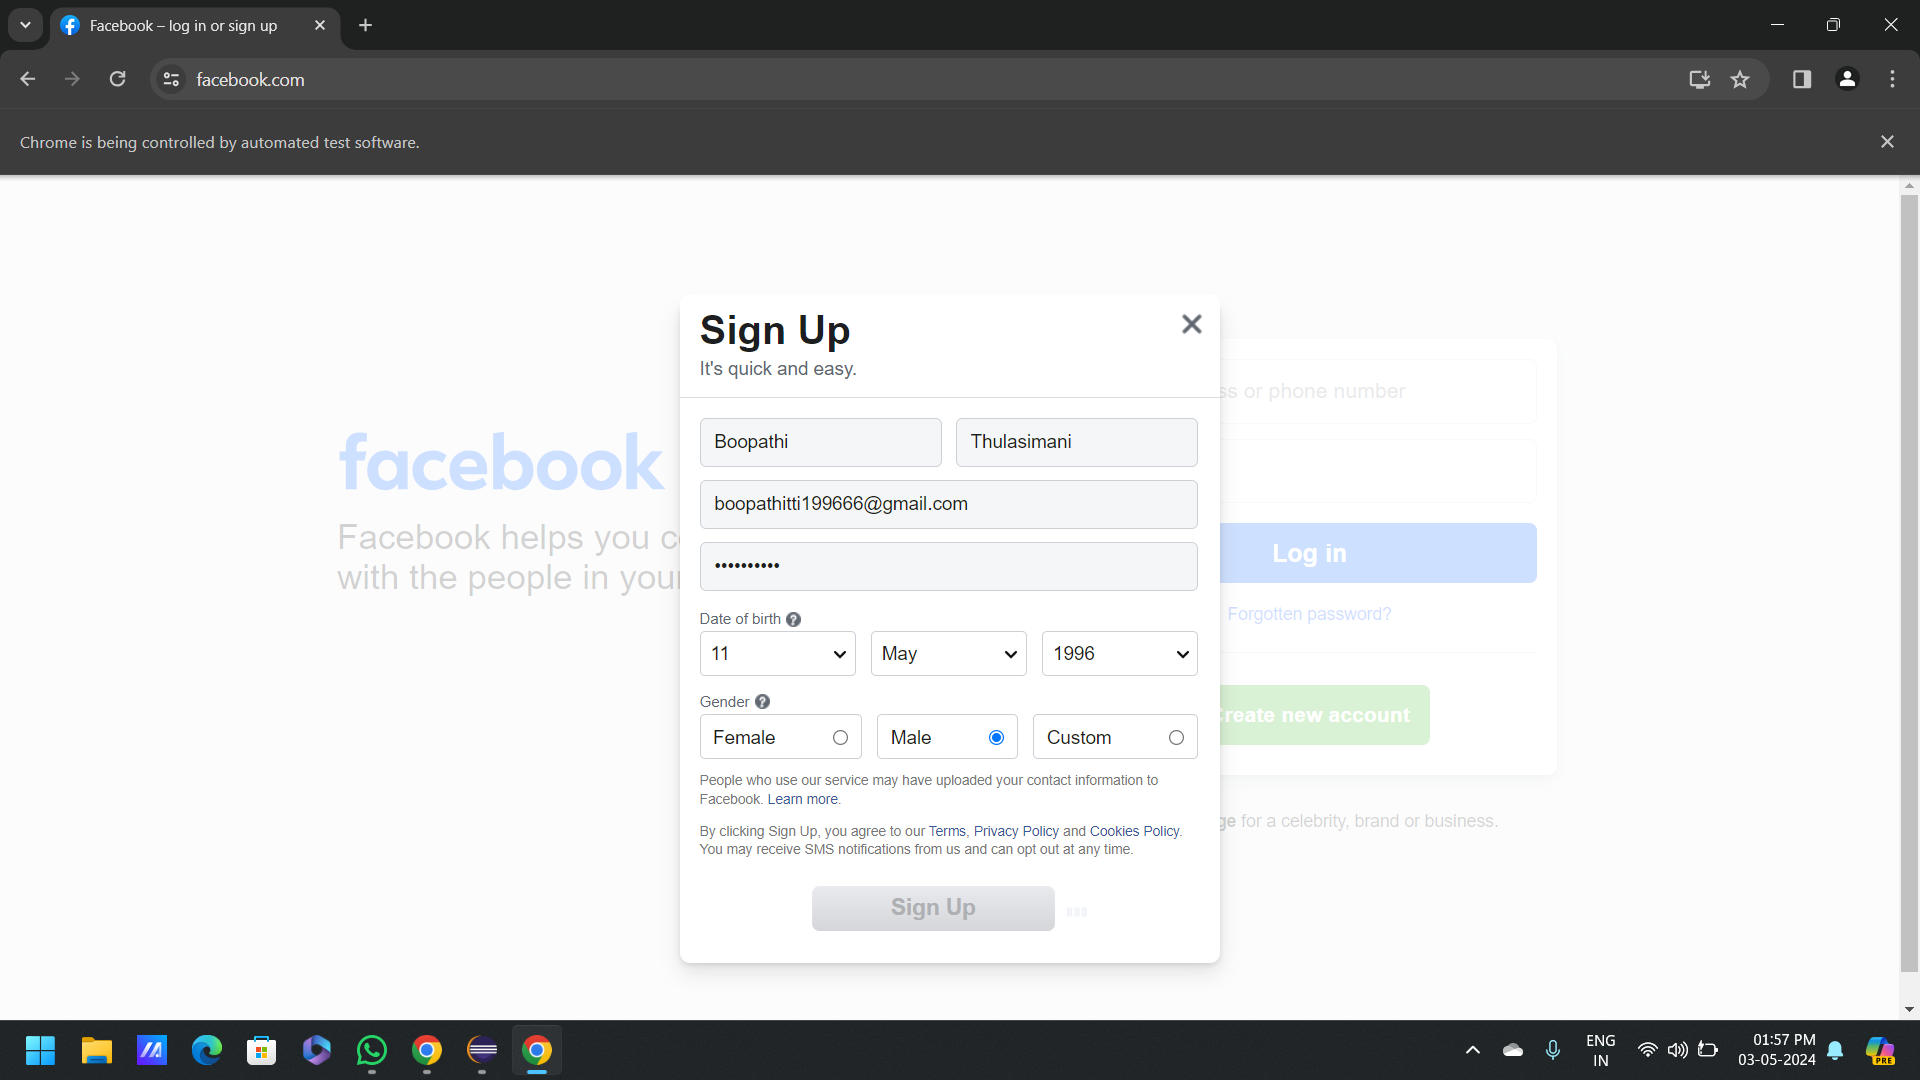 Facebook – log in or sign up
facebook.com
Chrome is being controlled by automated test software.
Sign Up
It's quick and easy.
Boopathi
Thulasimani
boopathitti199666@gmail.com
••••••••••
Date of birth
11
May
1996
Gender
Female
Male
Custom
People who use our service may have uploaded your contact information to
Facebook. Learn more.
By clicking Sign Up, you agree to our Terms, Privacy Policy and Cookies Policy.
You may receive SMS notifications from us and can opt out at any time.
Sign Up
facebook
Facebook helps you
with the people in your
or phone number
Log in
Forgotten password?
Create new account
for a celebrity, brand or business.
ENG
IN
01:57 PM
03-05-2024
PRE